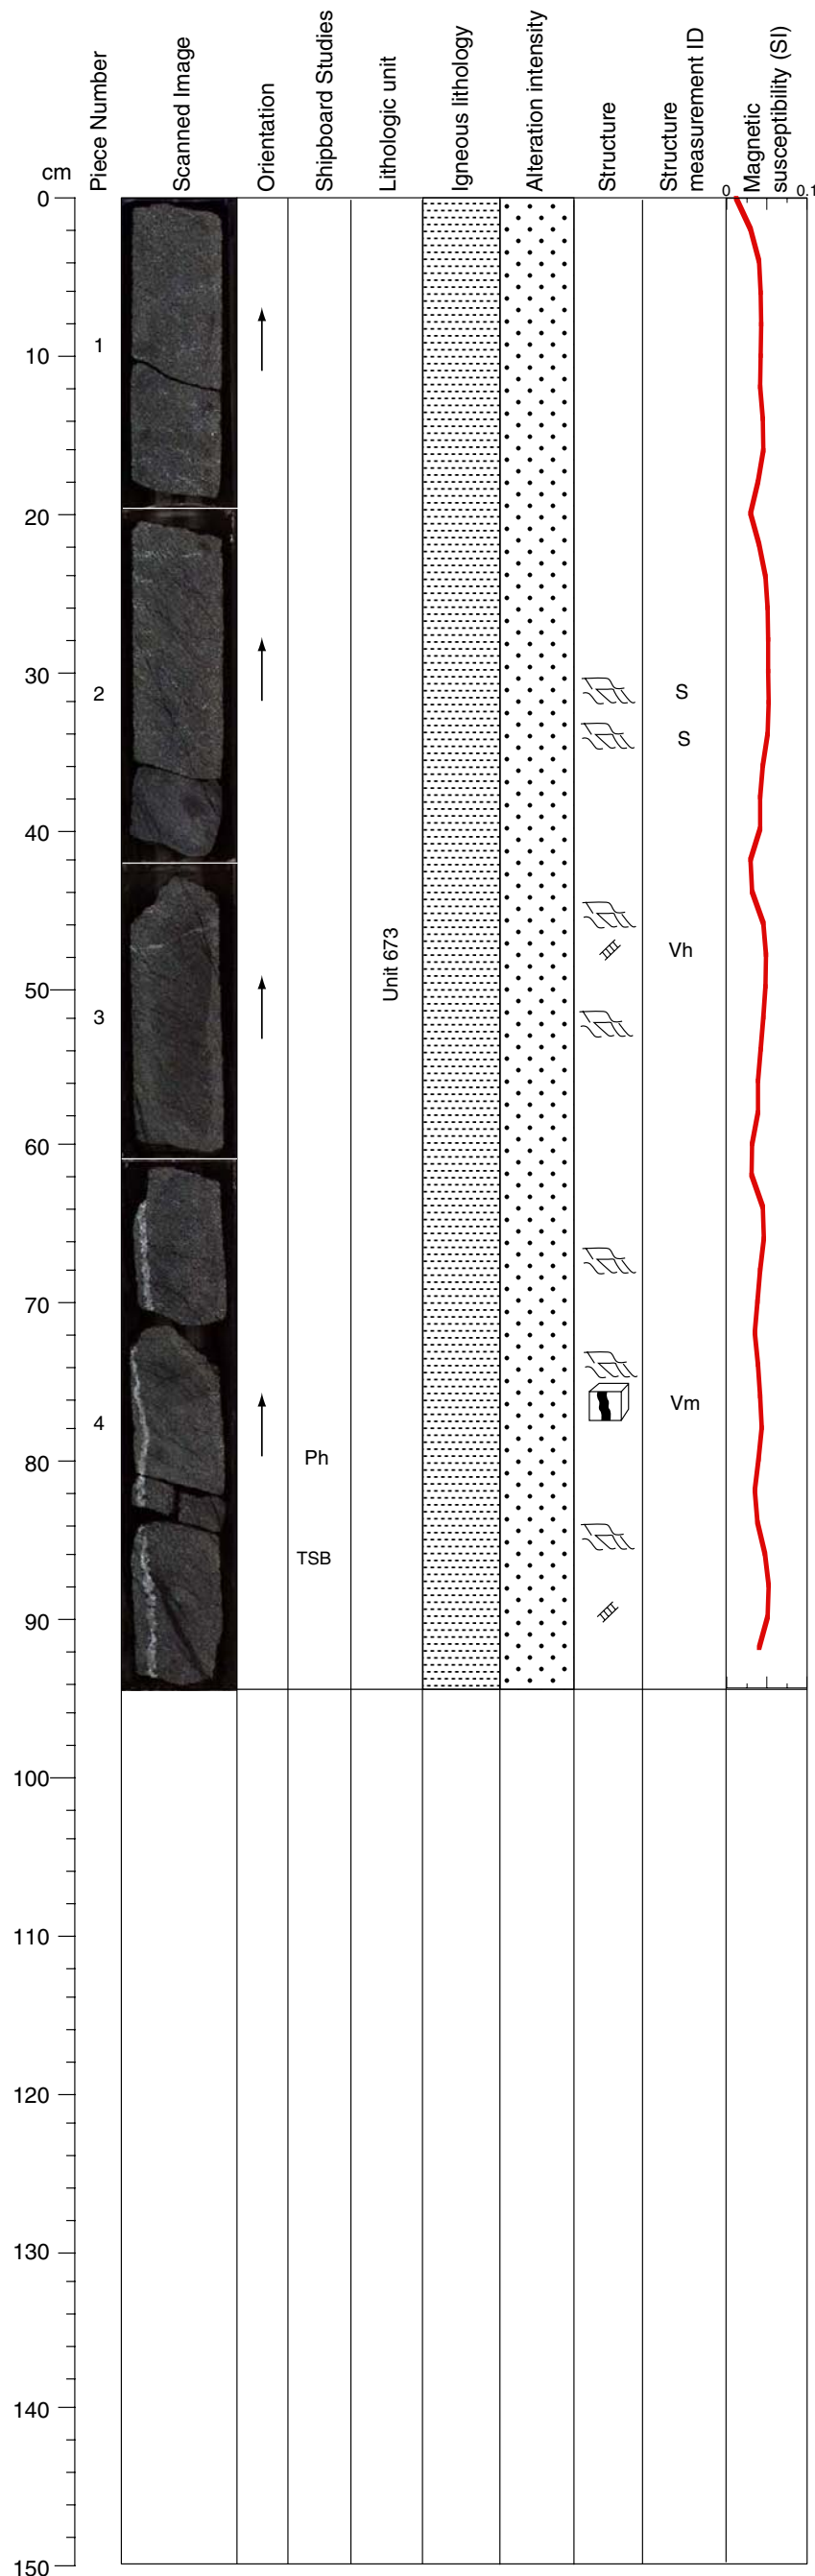 cm
Piece Number
Scanned Image
Orientation
Shipboard Studies
Lithologic unit
Igneous lithology
Alteration intensity
Structure
Structure
measurement ID
Magnetic
susceptibility (SI)
0
0.1
0
10
1
20
30
2
S
S
40
Unit 673
Vh
50
3
60
70
4
Vm
80
Ph
TSB
90
100
110
120
130
140
150